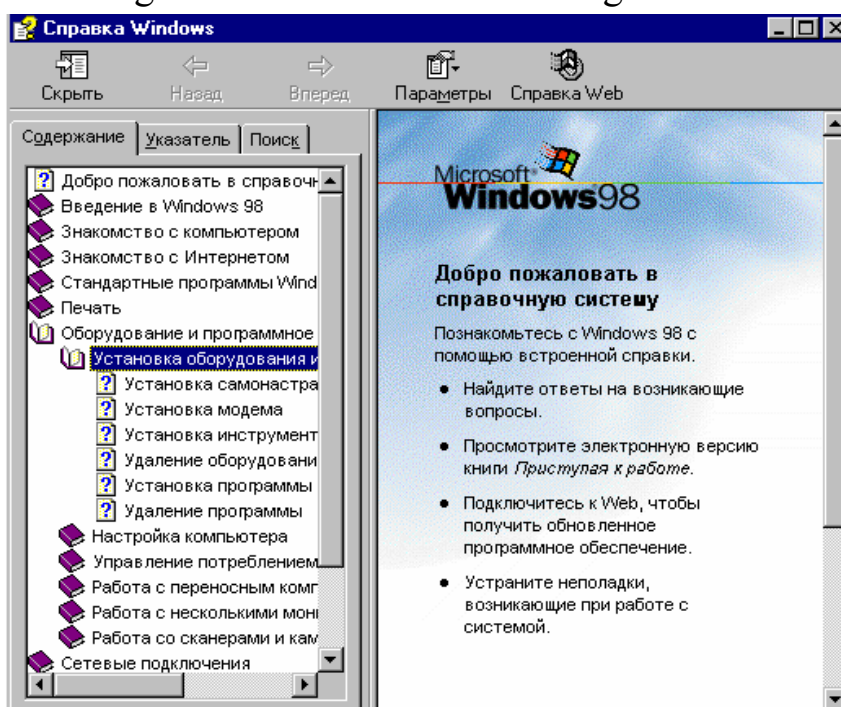 Справка Windows
Скрыть Назад Вперед Параметры Справка Web
Содержание Указатель Поиск
Добро пожаловать в справочн
Введение в Windows 98
Знакомство с компьютером
Знакомство с Интернетом
Стандартные программы Wind
Печать
Оборудование и программное
Установка оборудования и
Установка самонастра
Установка модема
Установка инструмент
Удаление оборудовани
Установка программы
Удаление программы
Настройка компьютера
Управление потреблением
Работа с переносным комп
Работа с несколькими мон
Работа со сканерами и кам
Сетевые подключения
Microsoft
Windows98
Добро пожаловать в
справочную систему
Познакомьтесь с Windows 98 с
помощью встроенной справки.
● Найдите ответы на возникающие
вопросы.
● Просмотрите электронную версию
книги Приступая к работе.
● Подключитесь к Web, чтобы
получить обновленное
программное обеспечение.
● Устраните неполадки,
возникающие при работе с
системой.